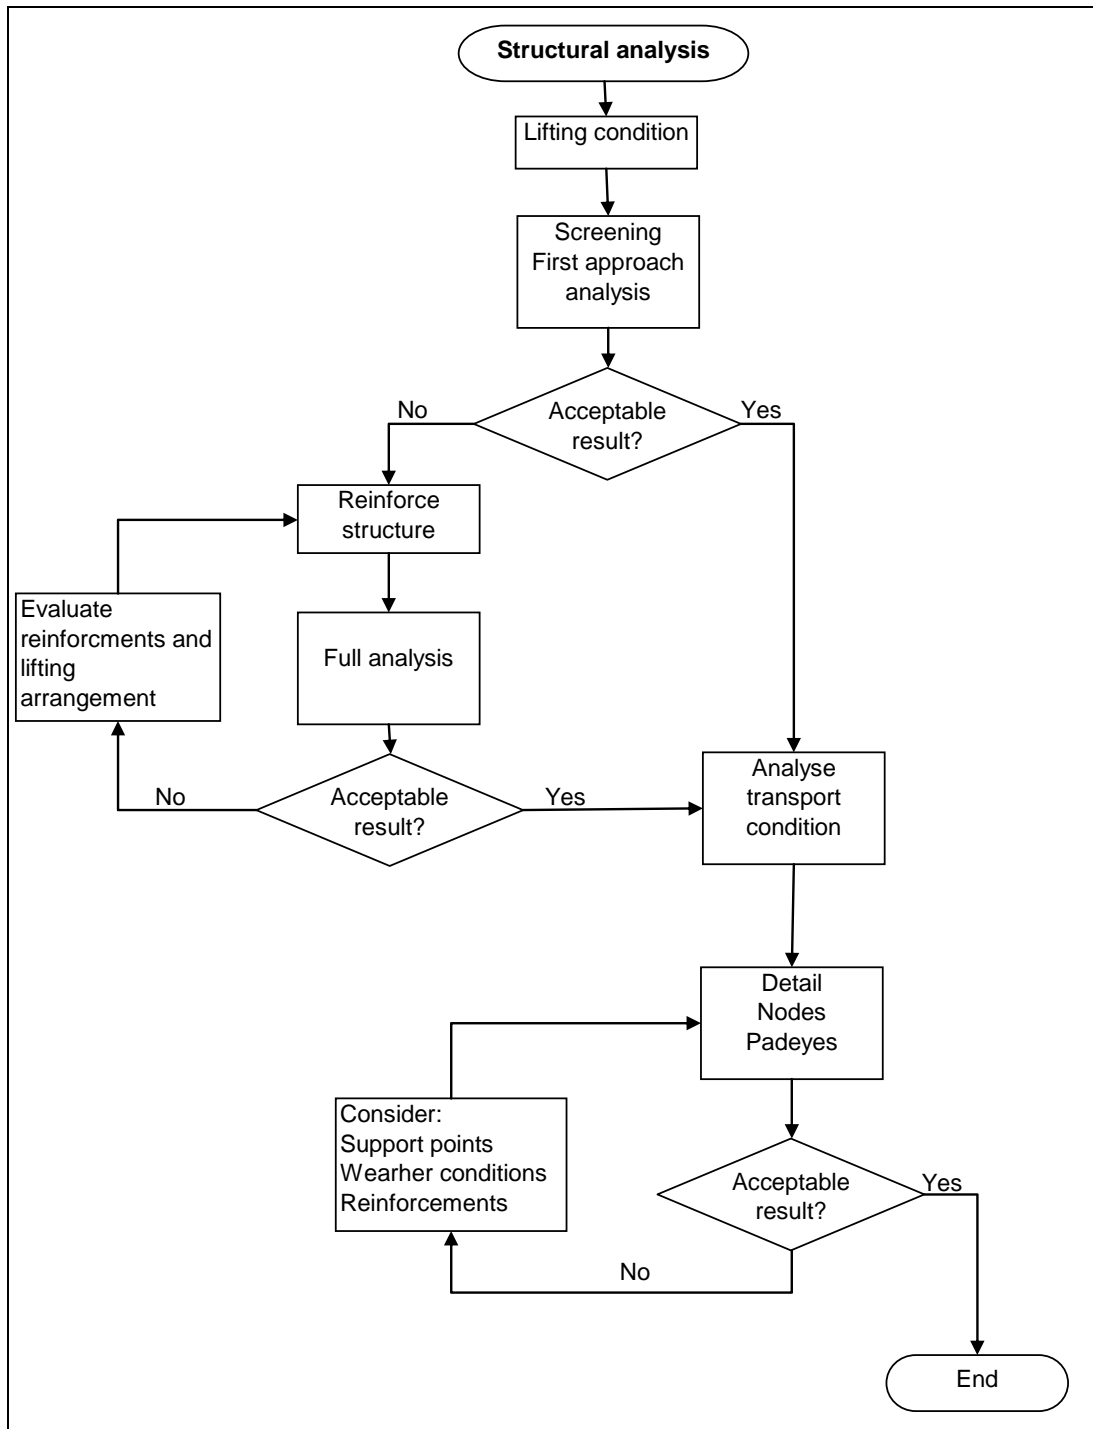 Structural analysis
Lifting condition
Screening
First approach
analysis
Acceptable
result?
No
Yes
Reinforce
structure
Evaluate
reinforcments and
lifting
arrangement
Full analysis
Acceptable
result?
No
Yes
Analyse
transport
condition
Detail
Nodes
Padeyes
Consider:
Support points
Wearher conditions
Reinforcements
Acceptable
result?
Yes
No
End